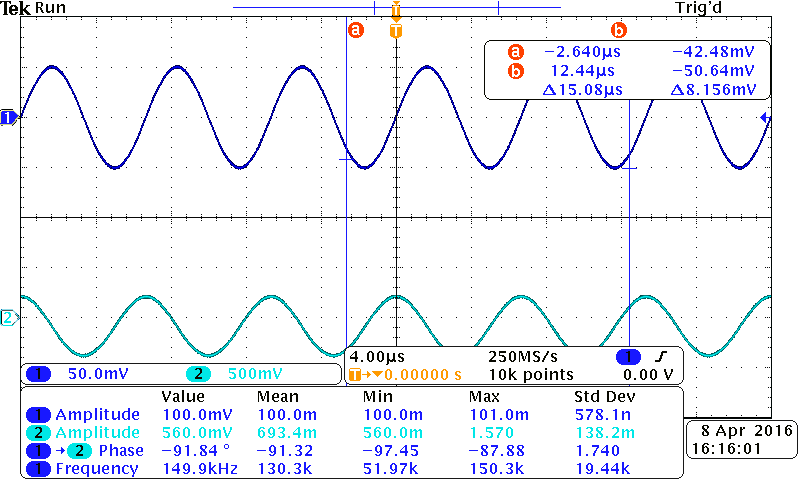 Tek Run Trig'd
T
a b
T
a −2.640µs −42.48mV
b 12.44µs −50.64mV
Δ15.08µs Δ8.156mV
1
2
1 50.0mV 2 500mV
4.00µs 250MS/s 1
T→▼0.00000 s 10k points 0.00 V
Value Mean Min Max Std Dev
1 Amplitude 100.0mV 100.0m 100.0m 101.0m 578.1n
2 Amplitude 560.0mV 693.4m 560.0m 1.570 138.2m
1 → 2 Phase −91.84 ° −91.32 −97.45 −87.88 1.740
1 Frequency 149.9kHz 130.3k 51.97k 150.3k 19.44k
8 Apr 2016
16:16:01